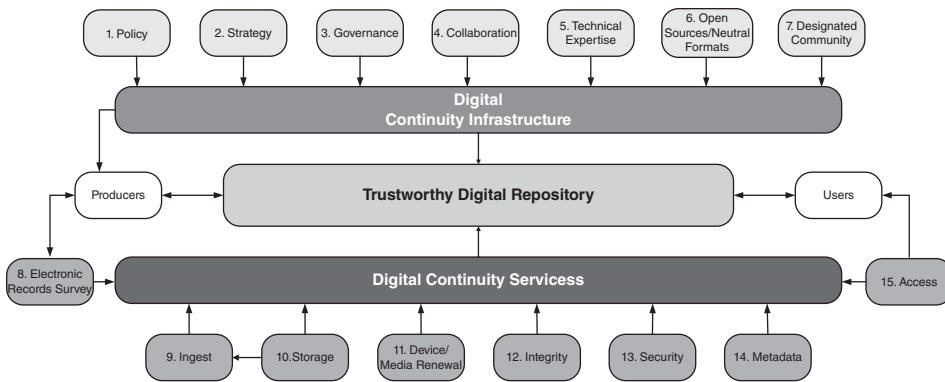 1. Policy
2. Strategy
3. Governance
4. Collaboration
5. Technical
Expertise
6. Open
Sources/Neutral
Formats
7. Designated
Community
Digital
Continuity Infrastructure
Producers
Trustworthy Digital Repository
Users
8. Electronic
Records Survey
Digital Continuity Servicess
15. Access
9. Ingest
10.Storage
11. Device/
Media Renewal
12. Integrity
13. Security
14. Metadata